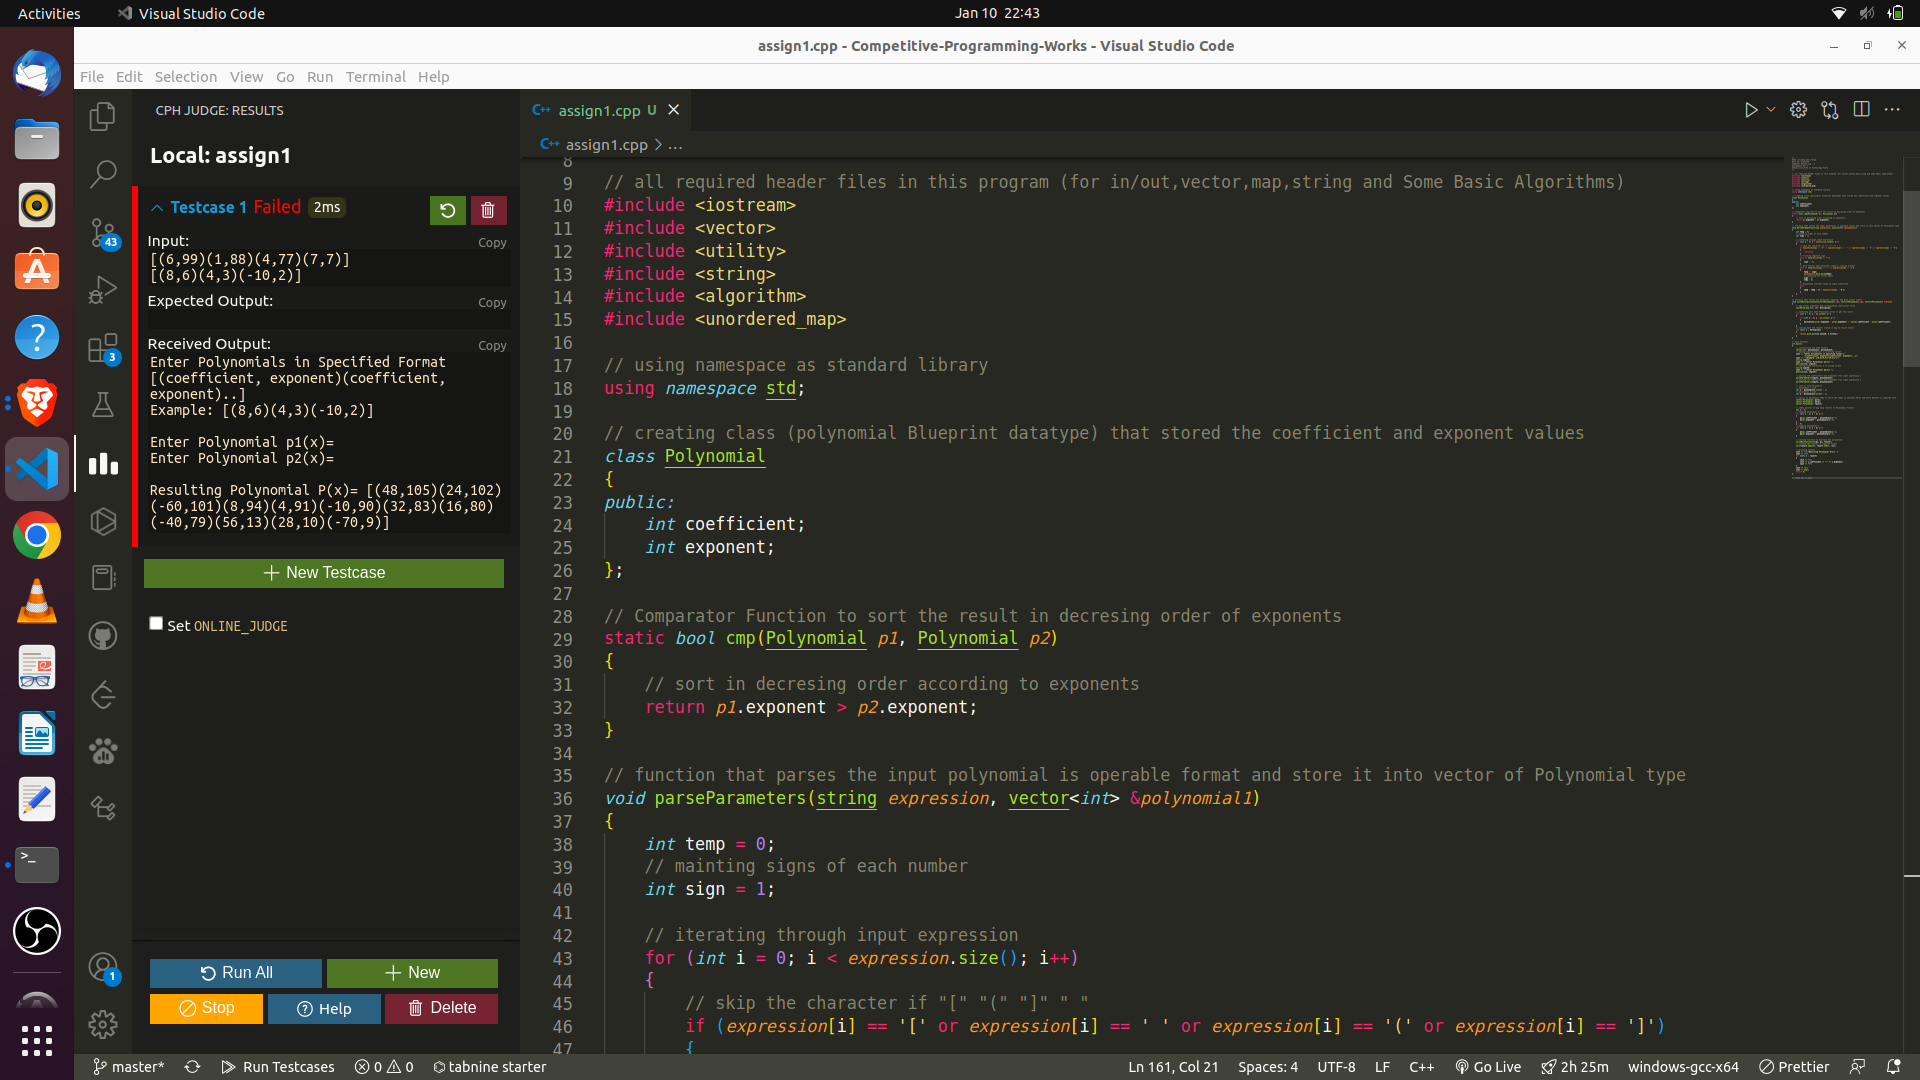 Activities
Visual Studio Code
Jan 10 22:43
assign1.cpp - Competitive-Programming-Works - Visual Studio Code
File Edit Selection View Go Run Terminal Help
CPH JUDGE: RESULTS
Local: assign1
Testcase 1 Failed 2ms
Input:
Copy
[(6,99)(1,88)(4,77)(7,7)]
[(8,6)(4,3)(-10,2)]
Expected Output:
Copy
Received Output:
Copy
Enter Polynomials in Specified Format
[(coefficient, exponent)(coefficient,
exponent)..]
Example: [(8,6)(4,3)(-10,2)]
Enter Polynomial p1(x)=
Enter Polynomial p2(x)=
Resulting Polynomial P(x)= [(48,105)(24,102)
(-60,101)(8,94)(4,91)(-10,90)(32,83)(16,80)
(-40,79)(56,13)(28,10)(-70,9)]
New Testcase
Set ONLINE_JUDGE
Run All
New
Stop
Help
Delete
43
3
1
assign1.cpp U
assign1.cpp > ...
8
9 // all required header files in this program (for in/out,vector,map,string and Some Basic Algorithms)
10 #include <iostream>
11 #include <vector>
12 #include <utility>
13 #include <string>
14 #include <algorithm>
15 #include <unordered_map>
16
17 // using namespace as standard library
18 using namespace std;
19
20 // creating class (polynomial Blueprint datatype) that stored the coefficient and exponent values
21 class Polynomial
22 {
23 public:
24 int coefficient;
25 int exponent;
26 };
27
28 // Comparator Function to sort the result in decresing order of exponents
29 static bool cmp(Polynomial p1, Polynomial p2)
30 {
31 // sort in decresing order according to exponents
32 return p1.exponent > p2.exponent;
33 }
34
35 // function that parses the input polynomial is operable format and store it into vector of Polynomial type
36 void parseParameters(string expression, vector<int> &polynomial1)
37 {
38 int temp = 0;
39 // mainting signs of each number
40 int sign = 1;
41
42 // iterating through input expression
43 for (int i = 0; i < expression.size(); i++)
44 {
45 // skip the character if "[" "(" "]" " "
46 if (expression[i] == '[' or expression[i] == ' ' or expression[i] == '(' or expression[i] == ']')
47 {
master*
Run Testcases
0
0
tabnine starter
Ln 161, Col 21
Spaces: 4
UTF-8
LF
C++
Go Live
2h 25m
windows-gcc-x64
Prettier